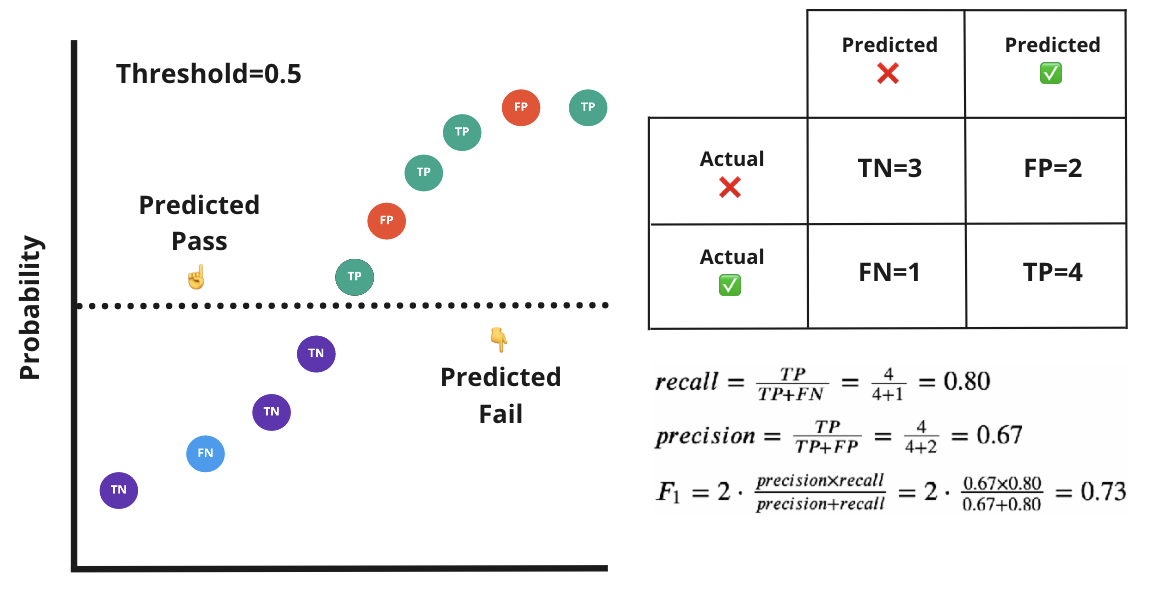 Threshold=0.5
Probability
Predicted
Pass
☝
FP
TP
TP
TP
FP
TP
TN
TN
FN
TN
👇
Predicted
Fail
Predicted
❌
Predicted
✅
Actual
❌
TN=3
FP=2
Actual
✅
FN=1
TP=4
recall = TP/TP+FN = 4/4+1 = 0.80
precision = TP/TP+FP = 4/4+2 = 0.67
F₁ = 2 · precision×recall/precision+recall = 2 · 0.67×0.80/0.67+0.80 = 0.73